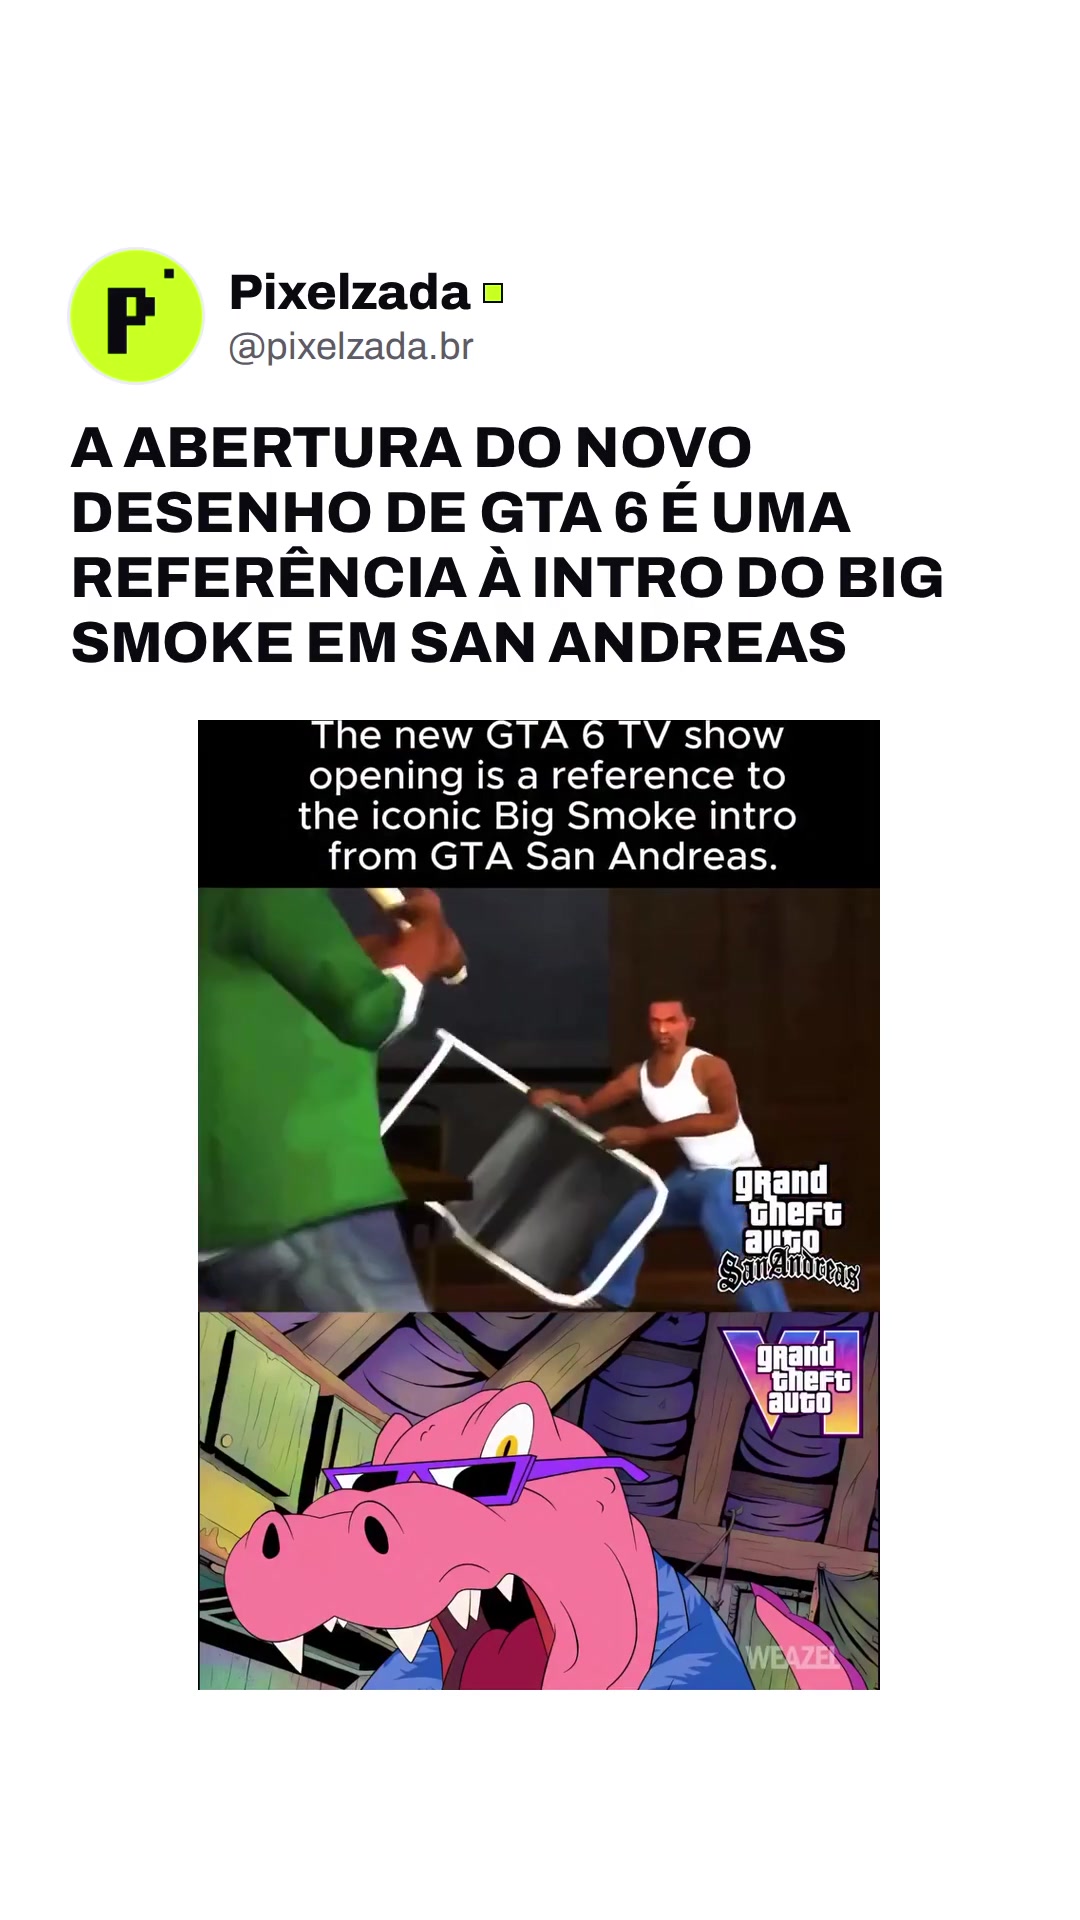 Pixelzada
@pixelzada.br
A ABERTURA DO NOVO
DESENHO DE GTA 6 É UMA
REFERÊNCIA À INTRO DO BIG
SMOKE EM SAN ANDREAS
The new GTA 6 TV show
opening is a reference to
the iconic Big Smoke intro
from GTA San Andreas.
grand
theft
auto
San Andreas
VI
grand
theft
auto
WEAZEL